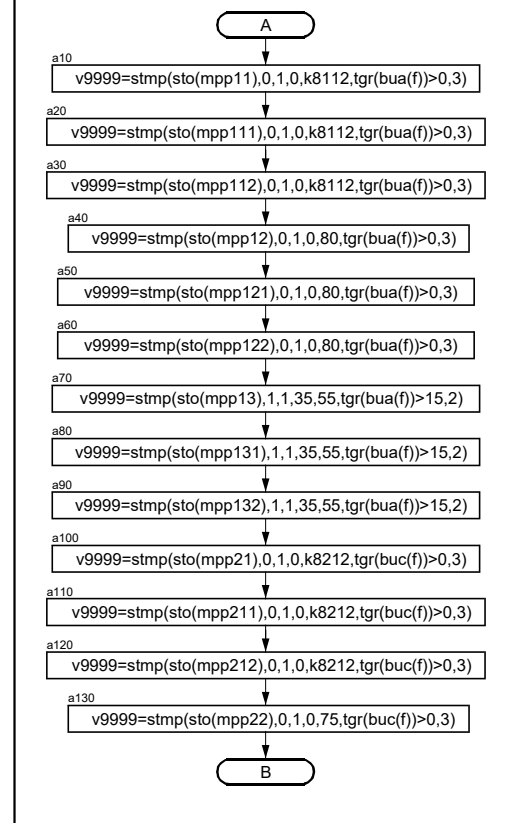 A
a10
v9999=stmp(sto(mpp11),0,1,0,k8112,tgr(bua(f))>0,3)
a20
v9999=stmp(sto(mpp111),0,1,0,k8112,tgr(bua(f))>0,3)
a30
v9999=stmp(sto(mpp112),0,1,0,k8112,tgr(bua(f))>0,3)
a40
v9999=stmp(sto(mpp12),0,1,0,80,tgr(bua(f))>0,3)
a50
v9999=stmp(sto(mpp121),0,1,0,80,tgr(bua(f))>0,3)
a60
v9999=stmp(sto(mpp122),0,1,0,80,tgr(bua(f))>0,3)
a70
v9999=stmp(sto(mpp13),1,1,35,55,tgr(bua(f))>15,2)
a80
v9999=stmp(sto(mpp131),1,1,35,55,tgr(bua(f))>15,2)
a90
v9999=stmp(sto(mpp132),1,1,35,55,tgr(bua(f))>15,2)
a100
v9999=stmp(sto(mpp21),0,1,0,k8212,tgr(buc(f))>0,3)
a110
v9999=stmp(sto(mpp211),0,1,0,k8212,tgr(buc(f))>0,3)
a120
v9999=stmp(sto(mpp212),0,1,0,k8212,tgr(buc(f))>0,3)
a130
v9999=stmp(sto(mpp22),0,1,0,75,tgr(buc(f))>0,3)
B